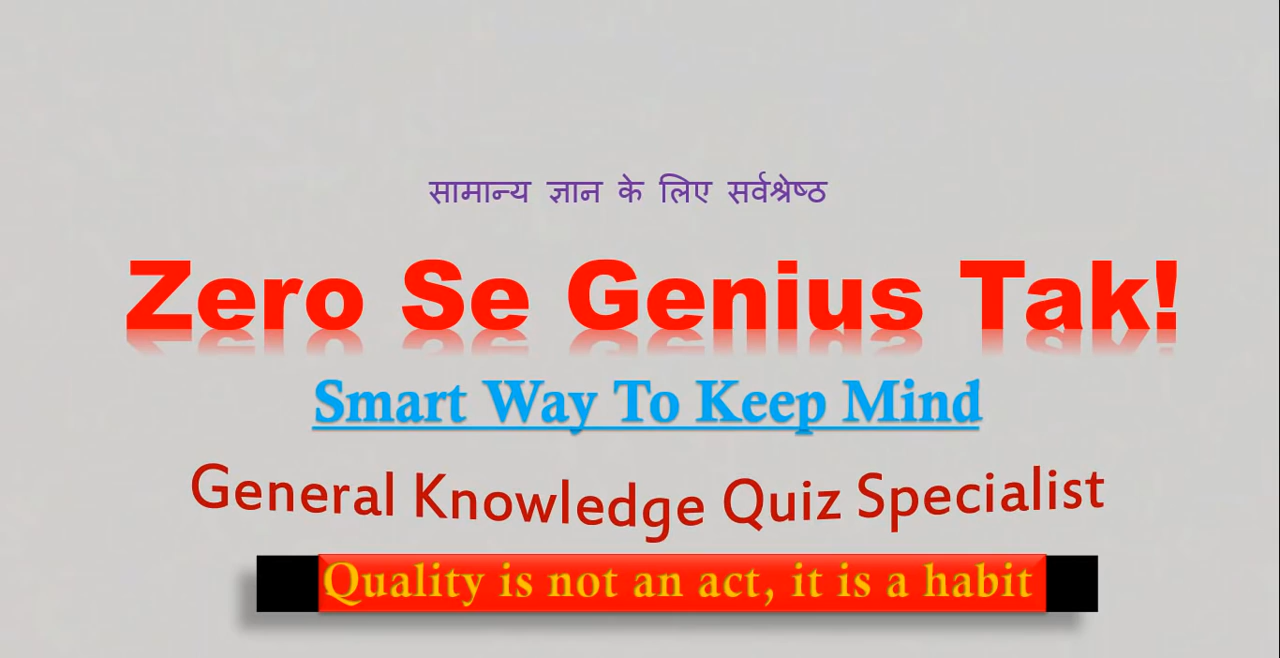 सामान्य ज्ञान के लिए सर्वश्रेष्ठ
Zero Se Genius Tak!
Smart Way To Keep Mind
General Knowledge Quiz Specialist
Quality is not an act, it is a habit